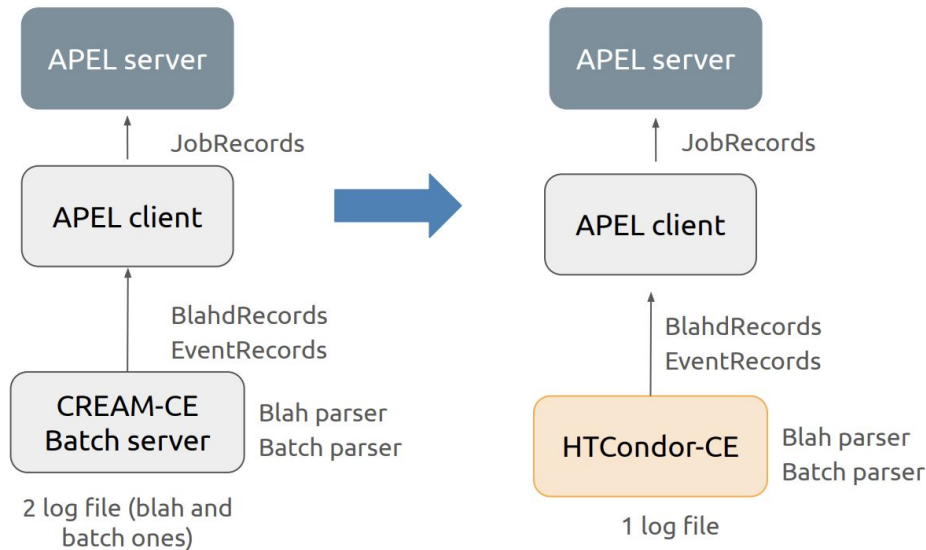 APEL server
JobRecords
APEL client
BlahdRecords
EventRecords
CREAM-CE
Batch server
Blah parser
Batch parser
2 log file (blah and
batch ones)
APEL server
JobRecords
APEL client
BlahdRecords
EventRecords
HTCondor-CE
Blah parser
Batch parser
1 log file